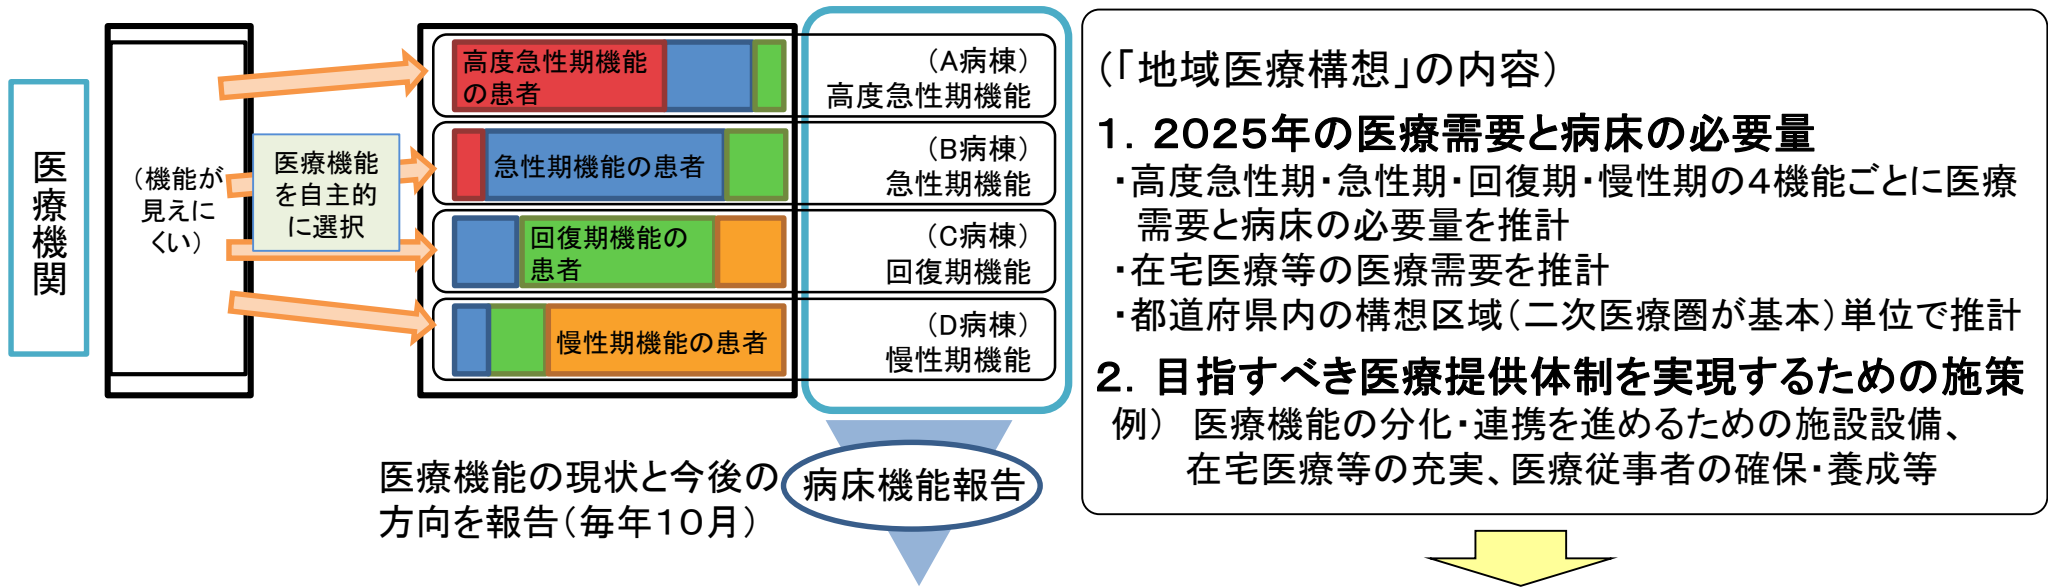 医療機関
（機能が
見えに
くい）
医療機能
を自主的
に選択
高度急性期機能
の患者
（A病棟）
高度急性期機能
急性期機能の患者
（B病棟）
急性期機能
回復期機能の
患者
（C病棟）
回復期機能
慢性期機能の患者
（D病棟）
慢性期機能
医療機能の現状と今後の
方向を報告（毎年１０月）
病床機能報告
（「地域医療構想」の内容）
１．２０２５年の医療需要と病床の必要量
・高度急性期・急性期・回復期・慢性期の４機能ごとに医療
需要と病床の必要量を推計
・在宅医療等の医療需要を推計
・都道府県内の構想区域（二次医療圏が基本）単位で推計
２．目指すべき医療提供体制を実現するための施策
例）　医療機能の分化・連携を進めるための施設設備、
在宅医療等の充実、医療従事者の確保・養成等